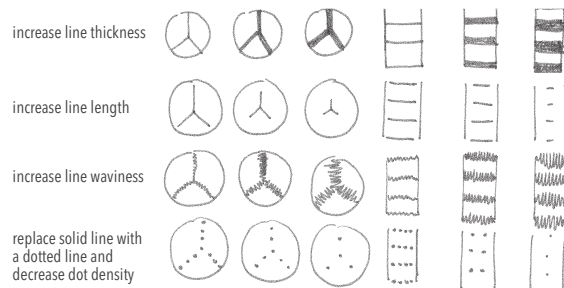 increase line thickness
increase line length
increase line waviness
replace solid line with
a dotted line and
decrease dot density